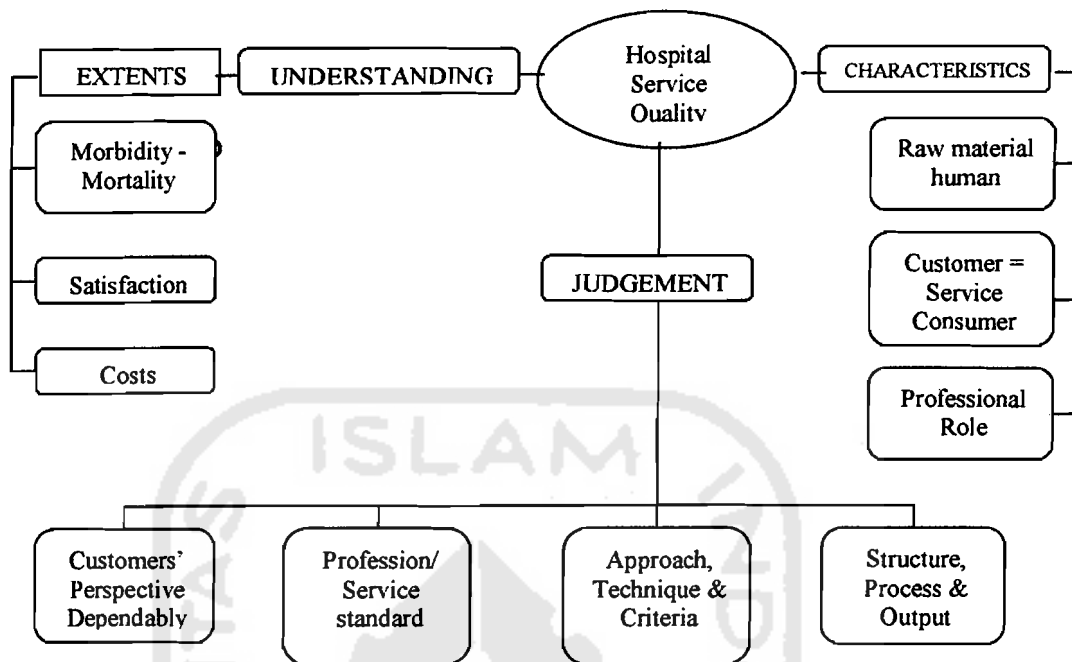 EXTENTS
UNDERSTANDING
Hospital
Service
Quality
CHARACTERISTICS
Morbidity -
Mortality
Raw material
human
Satisfaction
JUDGEMENT
Customer =
Service
Consumer
Costs
Professional
Role
ISLAM
Customers'
Perspective
Dependably
Profession/
Service
standard
Approach,
Technique &
Criteria
Structure,
Process &
Output